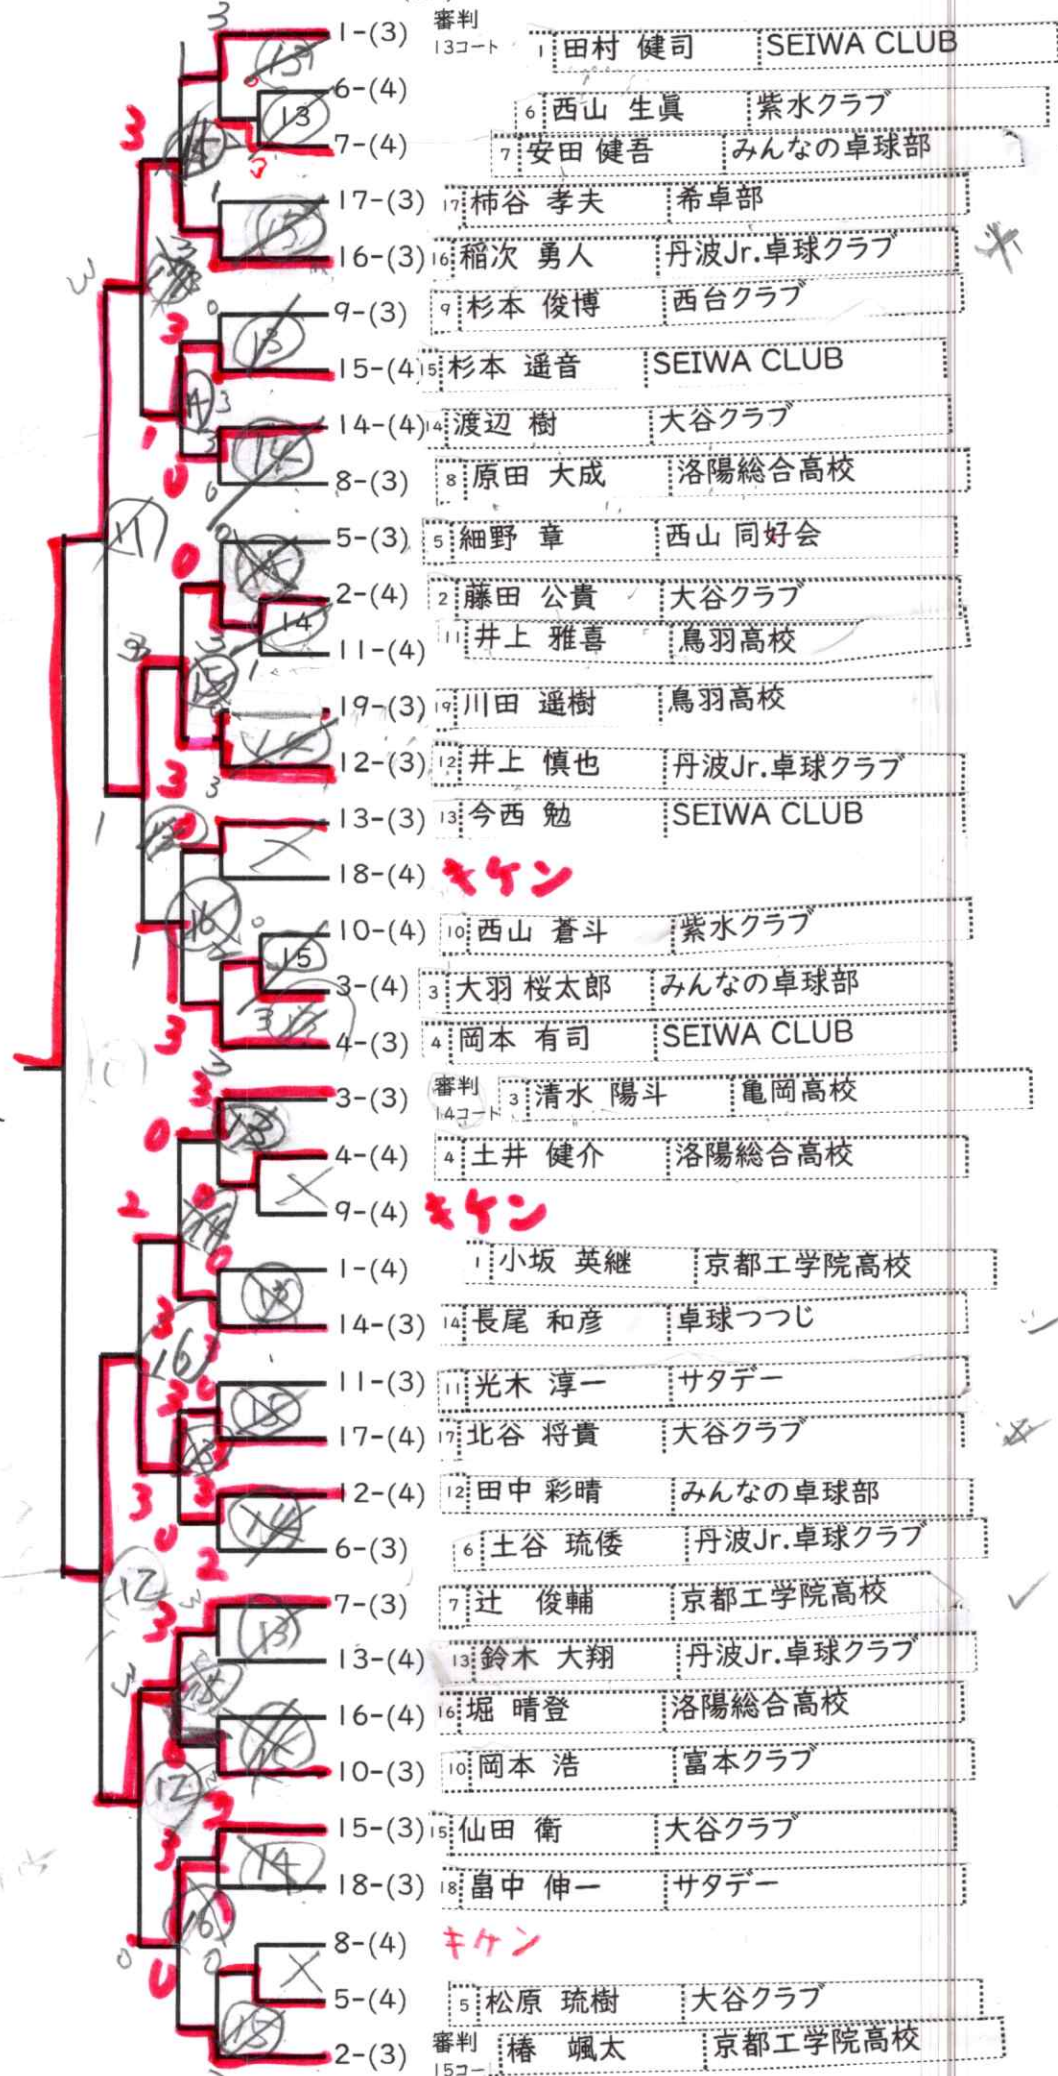 1-(3) 審判 13コート 1 田村 健司 SEIWA CLUB
6-(4) 6 西山 生眞 紫水クラブ
7-(4) 7 安田 健吾 みんなの卓球部
17-(3) 17 柿谷 孝夫 希卓部
16-(3) 16 稲次 勇人 丹波Jr.卓球クラブ
9-(3) 9 杉本 俊博 西台クラブ
15-(4) 15 杉本 遥音 SEIWA CLUB
14-(4) 14 渡辺 樹 大谷クラブ
8-(3) 8 原田 大成 洛陽総合高校
5-(3) 5 細野 章 西山 同好会
2-(4) 2 藤田 公貴 大谷クラブ
11-(4) 11 井上 雅喜 鳥羽高校
19-(3) 19 川田 遥樹 鳥羽高校
12-(3) 12 井上 慎也 丹波Jr.卓球クラブ
13-(3) 13 今西 勉 SEIWA CLUB
18-(4) キケン
10-(4) 10 西山 蒼斗 紫水クラブ
3-(4) 3 大羽 桜太郎 みんなの卓球部
4-(3) 4 岡本 有司 SEIWA CLUB
3-(3) 審判 14コート 3 清水 陽斗 亀岡高校
4-(4) 4 土井 健介 洛陽総合高校
9-(4) キケン
1-(4) 1 小坂 英継 京都工学院高校
14-(3) 14 長尾 和彦 卓球つつじ
11-(3) 11 光木 淳一 サタデー
17-(4) 17 北谷 将貴 大谷クラブ
12-(4) 12 田中 彩晴 みんなの卓球部
6-(3) 6 土谷 琉倭 丹波Jr.卓球クラブ
7-(3) 7 辻 俊輔 京都工学院高校
13-(4) 13 鈴木 大翔 丹波Jr.卓球クラブ
16-(4) 16 堀 晴登 洛陽総合高校
10-(3) 10 岡本 浩 富本クラブ
15-(3) 15 仙田 衛 大谷クラブ
18-(3) 18 畠中 伸一 サタデー
8-(4) キケン
5-(4) 5 松原 琉樹 大谷クラブ
2-(3) 審判 15コート 椿 颯太 京都工学院高校